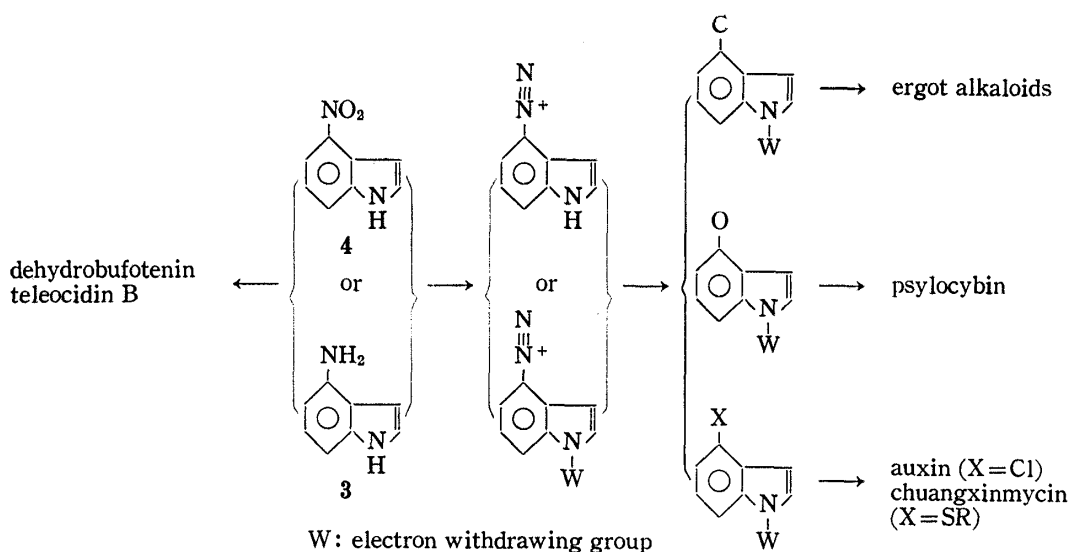 NO₂
N
H
4
or
NH₂
N
H
3
dehydrobufotenin
teleocidin B
N
N+
N
H
or
N
N+
N
W
C
N
W
ergot alkaloids
O
N
W
psylocybin
X
N
W
auxin (X=Cl)
chuangxinmycin
(X=SR)
W: electron withdrawing group